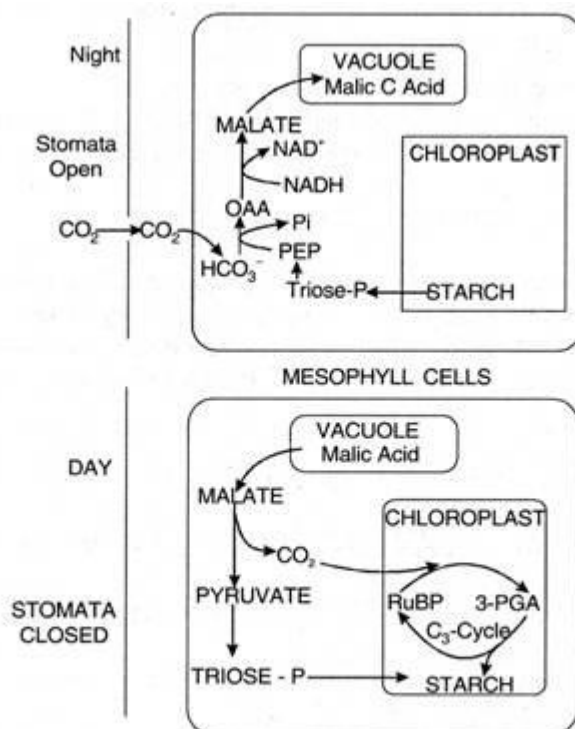 Night
VACUOLE
Malic C Acid
MALATE
Stomata
Open
NAD⁺
CHLOROPLAST
NADH
OAA
Pi
CO₂
CO₂
PEP
HCO₃⁻
Triose-P
STARCH
MESOPHYLL CELLS
VACUOLE
Malic Acid
DAY
MALATE
CHLOROPLAST
CO₂
PYRUVATE
RuBP
3-PGA
STOMATA
CLOSED
C₃-Cycle
TRIOSE - P
STARCH